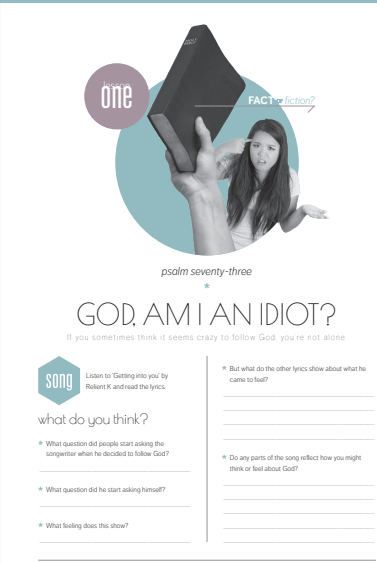 lesson
one
HOLY BIBLE
FACT or fiction?
psalm seventy-three
*
GOD, AM I AN IDIOT?
If you sometimes think it seems crazy to follow God, you're not alone
song
Listen to 'Getting into you' by
Relient K and read the lyrics.
what do you think?
* What question did people start asking the
songwriter when he decided to follow God?
* What question did he start asking himself?
* What feeling does this show?
* But what do the other lyrics show about what he
came to feel?
* Do any parts of the song reflect how you might
think or feel about God?